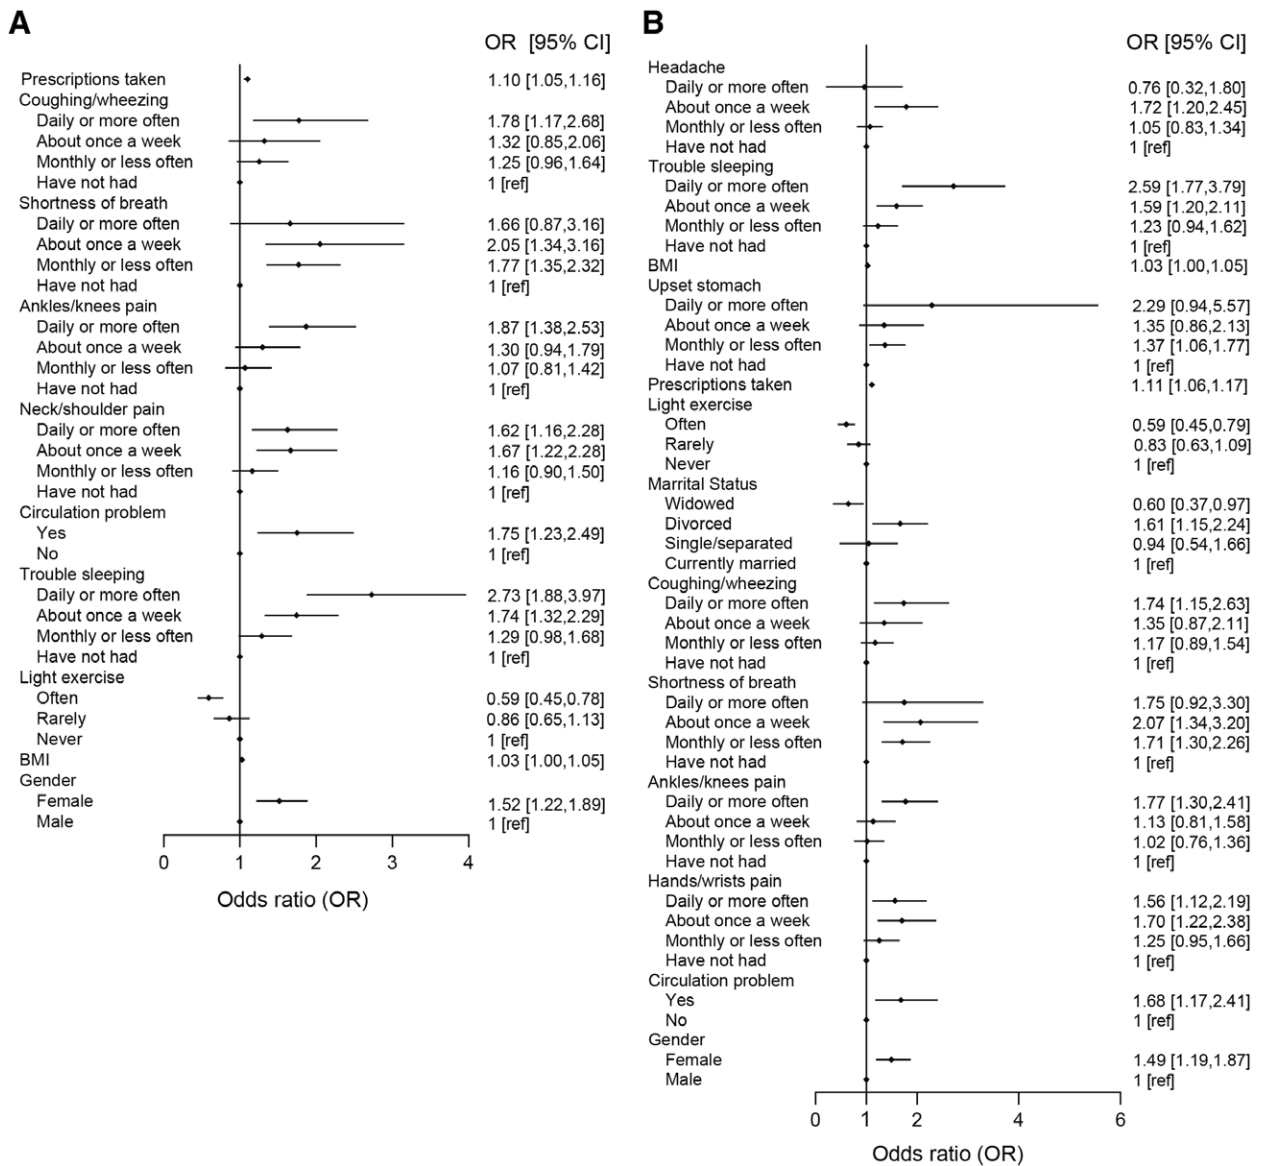 A
OR [95% CI]
Prescriptions taken 1.10 [1.05,1.16]
Coughing/wheezing
Daily or more often 1.78 [1.17,2.68]
About once a week 1.32 [0.85,2.06]
Monthly or less often 1.25 [0.96,1.64]
Have not had 1 [ref]
Shortness of breath
Daily or more often 1.66 [0.87,3.16]
About once a week 2.05 [1.34,3.16]
Monthly or less often 1.77 [1.35,2.32]
Have not had 1 [ref]
Ankles/knees pain
Daily or more often 1.87 [1.38,2.53]
About once a week 1.30 [0.94,1.79]
Monthly or less often 1.07 [0.81,1.42]
Have not had 1 [ref]
Neck/shoulder pain
Daily or more often 1.62 [1.16,2.28]
About once a week 1.67 [1.22,2.28]
Monthly or less often 1.16 [0.90,1.50]
Have not had 1 [ref]
Circulation problem
Yes 1.75 [1.23,2.49]
No 1 [ref]
Trouble sleeping
Daily or more often 2.73 [1.88,3.97]
About once a week 1.74 [1.32,2.29]
Monthly or less often 1.29 [0.98,1.68]
Have not had 1 [ref]
Light exercise
Often 0.59 [0.45,0.78]
Rarely 0.86 [0.65,1.13]
Never 1 [ref]
BMI 1.03 [1.00,1.05]
Gender
Female 1.52 [1.22,1.89]
Male 1 [ref]
0 1 2 3 4
Odds ratio (OR)
B
OR [95% CI]
Headache
Daily or more often 0.76 [0.32,1.80]
About once a week 1.72 [1.20,2.45]
Monthly or less often 1.05 [0.83,1.34]
Have not had 1 [ref]
Trouble sleeping
Daily or more often 2.59 [1.77,3.79]
About once a week 1.59 [1.20,2.11]
Monthly or less often 1.23 [0.94,1.62]
Have not had 1 [ref]
BMI 1.03 [1.00,1.05]
Upset stomach
Daily or more often 2.29 [0.94,5.57]
About once a week 1.35 [0.86,2.13]
Monthly or less often 1.37 [1.06,1.77]
Have not had 1 [ref]
Prescriptions taken 1.11 [1.06,1.17]
Light exercise
Often 0.59 [0.45,0.79]
Rarely 0.83 [0.63,1.09]
Never 1 [ref]
Marrital Status
Widowed 0.60 [0.37,0.97]
Divorced 1.61 [1.15,2.24]
Single/separated 0.94 [0.54,1.66]
Currently married 1 [ref]
Coughing/wheezing
Daily or more often 1.74 [1.15,2.63]
About once a week 1.35 [0.87,2.11]
Monthly or less often 1.17 [0.89,1.54]
Have not had 1 [ref]
Shortness of breath
Daily or more often 1.75 [0.92,3.30]
About once a week 2.07 [1.34,3.20]
Monthly or less often 1.71 [1.30,2.26]
Have not had 1 [ref]
Ankles/knees pain
Daily or more often 1.77 [1.30,2.41]
About once a week 1.13 [0.81,1.58]
Monthly or less often 1.02 [0.76,1.36]
Have not had 1 [ref]
Hands/wrists pain
Daily or more often 1.56 [1.12,2.19]
About once a week 1.70 [1.22,2.38]
Monthly or less often 1.25 [0.95,1.66]
Have not had 1 [ref]
Circulation problem
Yes 1.68 [1.17,2.41]
No 1 [ref]
Gender
Female 1.49 [1.19,1.87]
Male 1 [ref]
0 1 2 4 6
Odds ratio (OR)